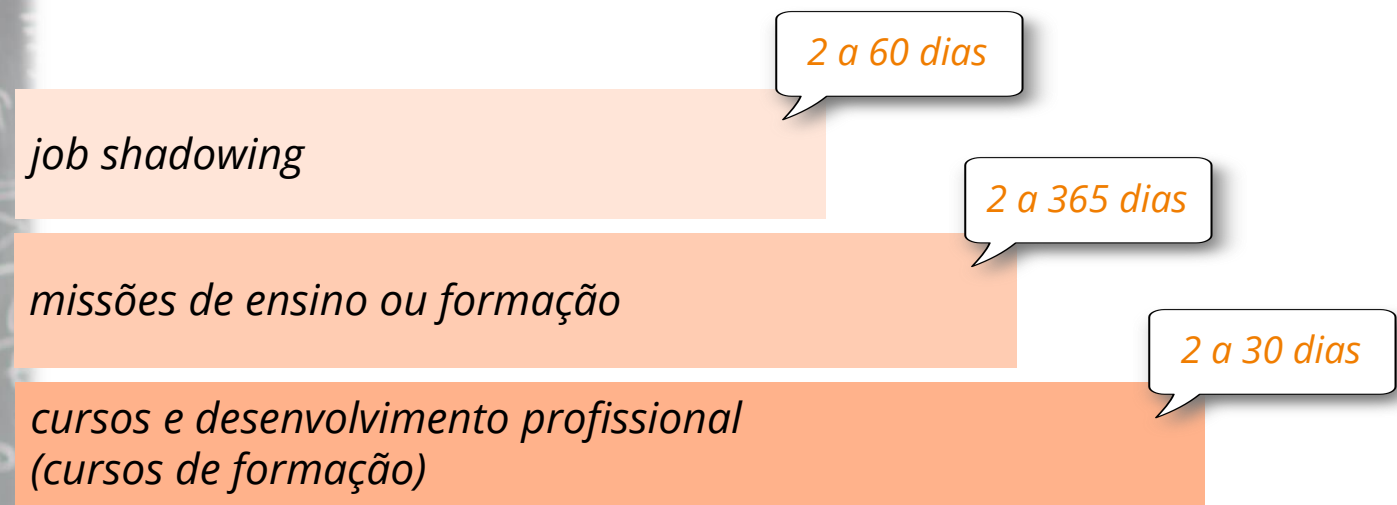 2 a 60 dias
job shadowing
2 a 365 dias
missões de ensino ou formação
2 a 30 dias
cursos e desenvolvimento profissional
(cursos de formação)